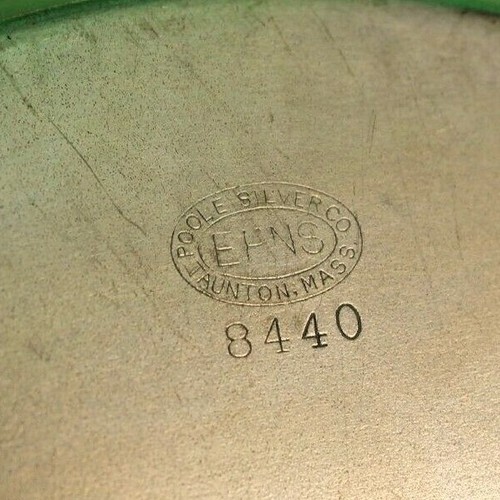 POOLE SILVER CO.
EPNS
TAUNTON, MASS.
8440